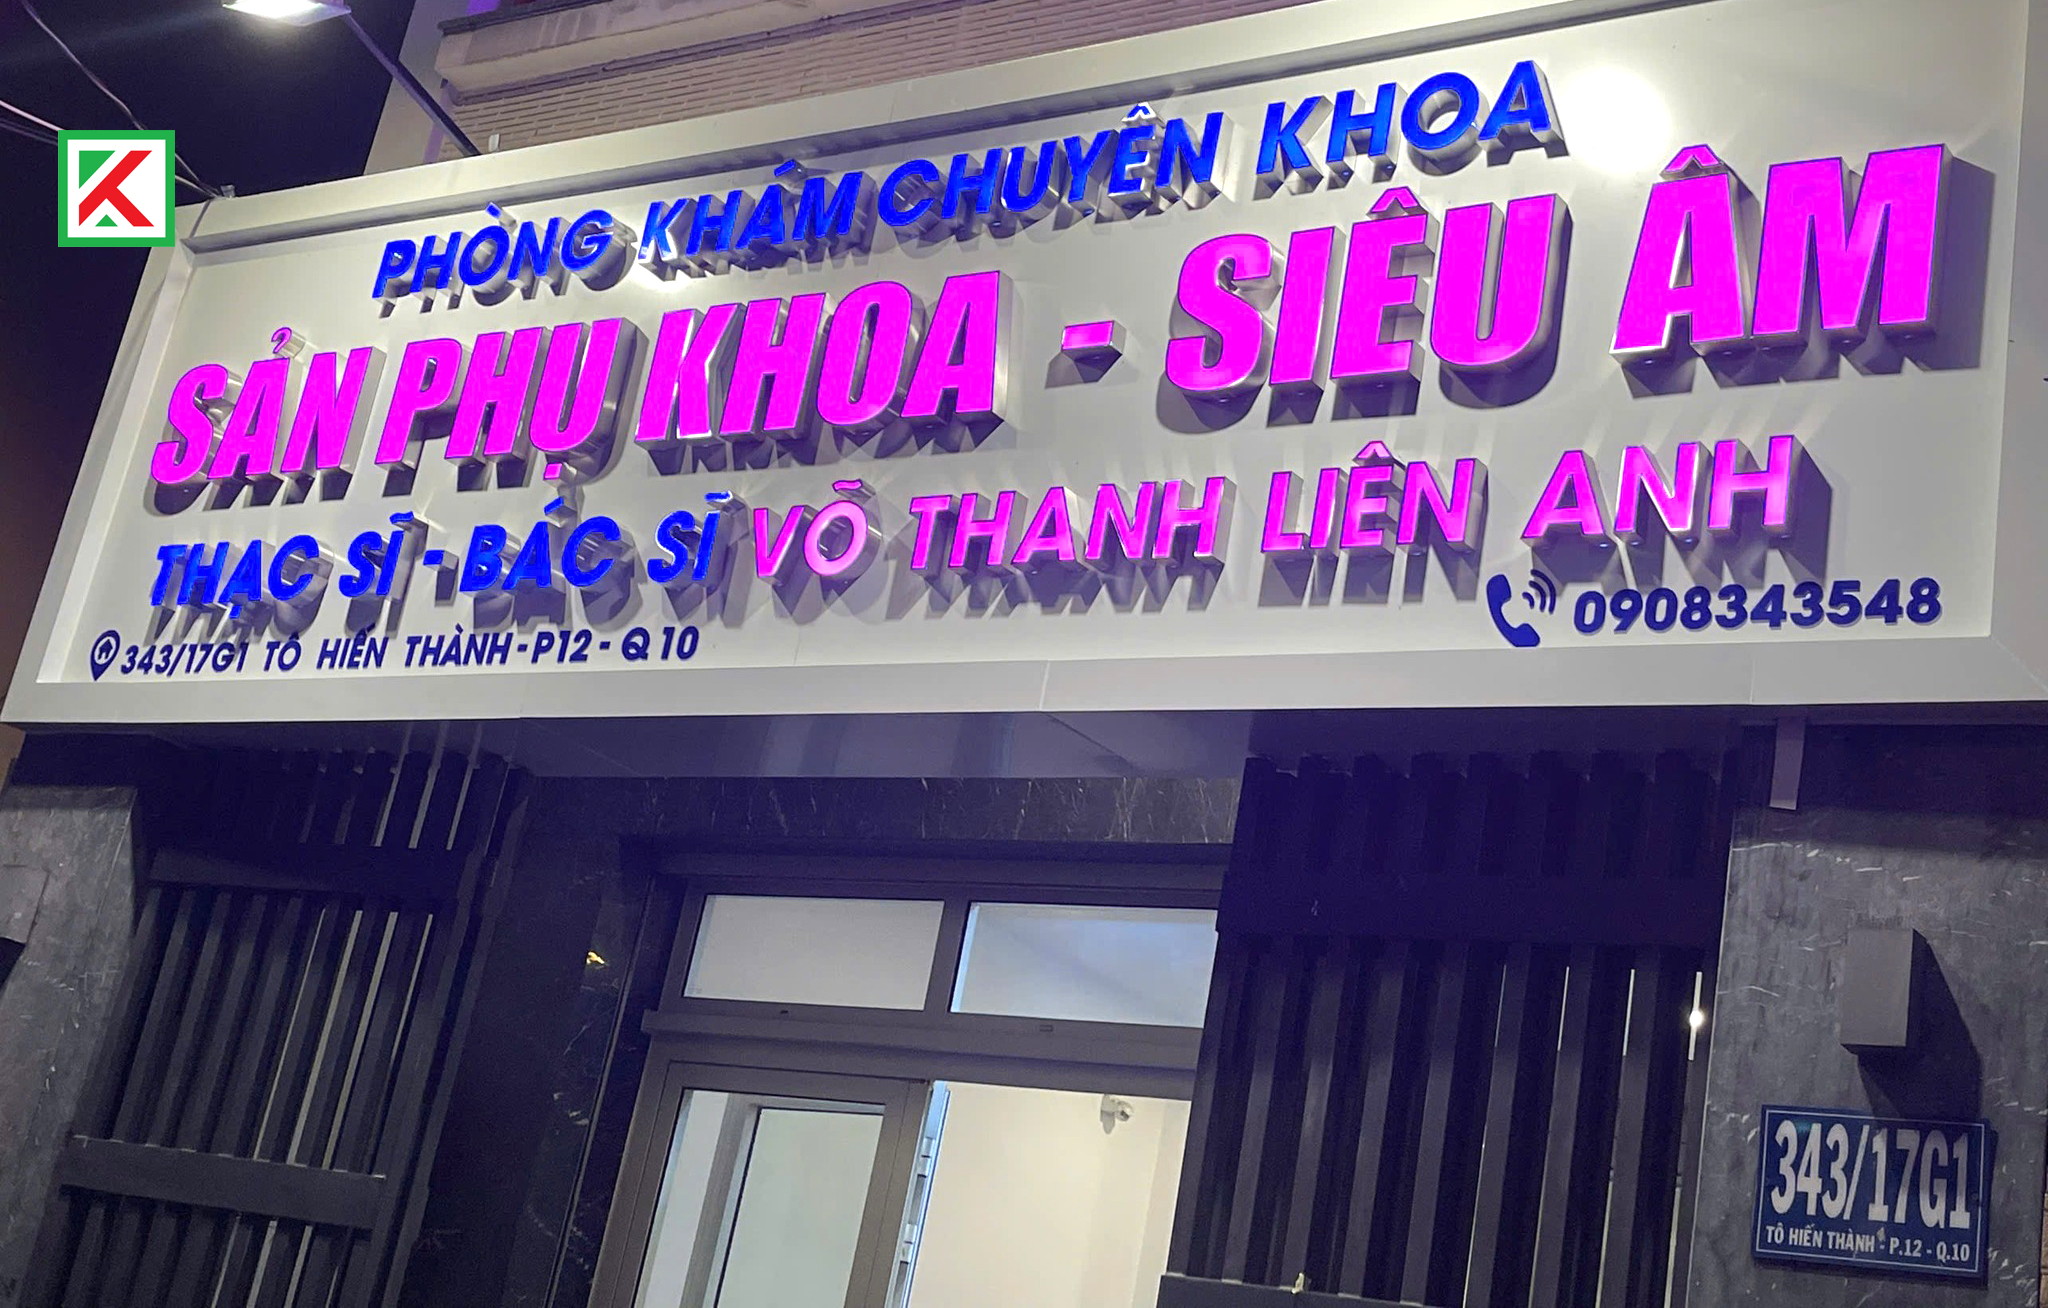 PHÒNG KHÁM CHUYÊN KHOA
SẢN PHỤ KHOA - SIÊU ÂM
THẠC SĨ - BÁC SĨ VÕ THANH LIÊN ANH
343/17G1 TÔ HIẾN THÀNH - P12 - Q 10
0908343548
343/17G1
TÔ HIẾN THÀNH - P.12 - Q.10